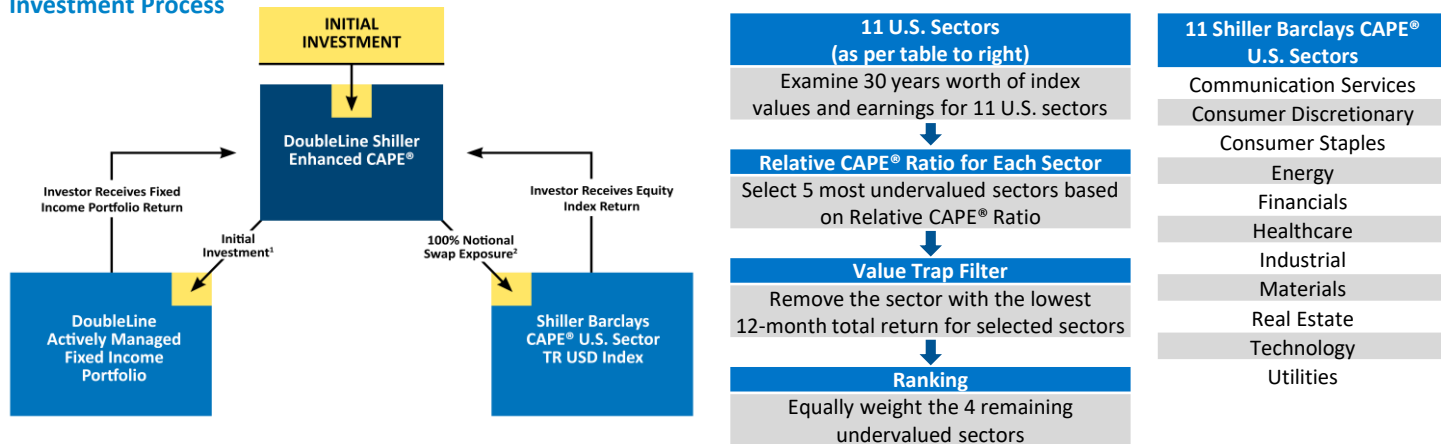 Investment Process
INITIAL
INVESTMENT
DoubleLine Shiller
Enhanced CAPE®
Investor Receives Fixed
Income Portfolio Return
Investor Receives Equity
Index Return
Initial
Investment¹
100% Notional
Swap Exposure²
DoubleLine
Actively Managed
Fixed Income
Portfolio
Shiller Barclays
CAPE® U.S. Sector
TR USD Index
11 U.S. Sectors
(as per table to right)
Examine 30 years worth of index
values and earnings for 11 U.S. sectors
Relative CAPE® Ratio for Each Sector
Select 5 most undervalued sectors based
on Relative CAPE® Ratio
Value Trap Filter
Remove the sector with the lowest
12-month total return for selected sectors
Ranking
Equally weight the 4 remaining
undervalued sectors
11 Shiller Barclays CAPE®
U.S. Sectors
Communication Services
Consumer Discretionary
Consumer Staples
Energy
Financials
Healthcare
Industrial
Materials
Real Estate
Technology
Utilities